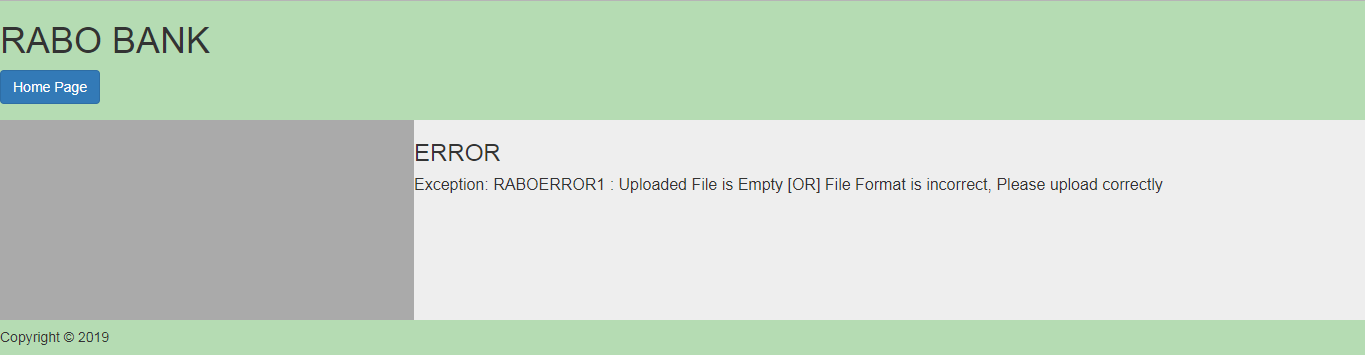 RABO BANK
Home Page
ERROR
Exception: RABOERROR1 : Uploaded File is Empty [OR] File Format is incorrect, Please upload correctly
Copyright © 2019